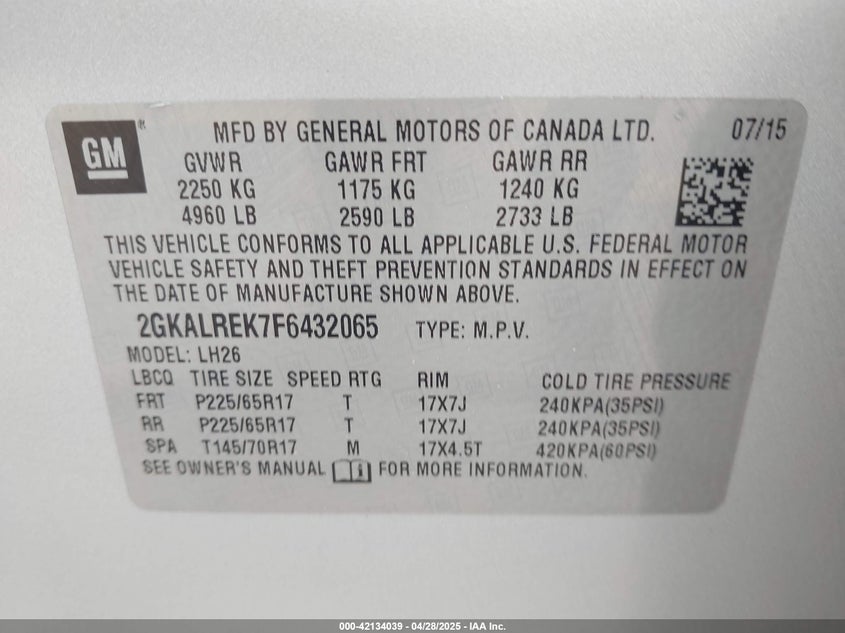 GM ® MFD BY GENERAL MOTORS OF CANADA LTD. 07/15
GVWR GAWR FRT GAWR RR
2250 KG 1175 KG 1240 KG
4960 LB 2590 LB 2733 LB
THIS VEHICLE CONFORMS TO ALL APPLICABLE U.S. FEDERAL MOTOR
VEHICLE SAFETY AND THEFT PREVENTION STANDARDS IN EFFECT ON
THE DATE OF MANUFACTURE SHOWN ABOVE.
2GKALREK7F6432065 TYPE: M.P.V.
MODEL: LH26
LBCQ TIRE SIZE SPEED RTG RIM COLD TIRE PRESSURE
FRT P225/65R17 T 17X7J 240KPA(35PSI)
RR P225/65R17 T 17X7J 240KPA(35PSI)
SPA T145/70R17 M 17X4.5T 420KPA(60PSI)
SEE OWNER'S MANUAL FOR MORE INFORMATION.
000-42134039 - 04/28/2025 - IAA Inc.